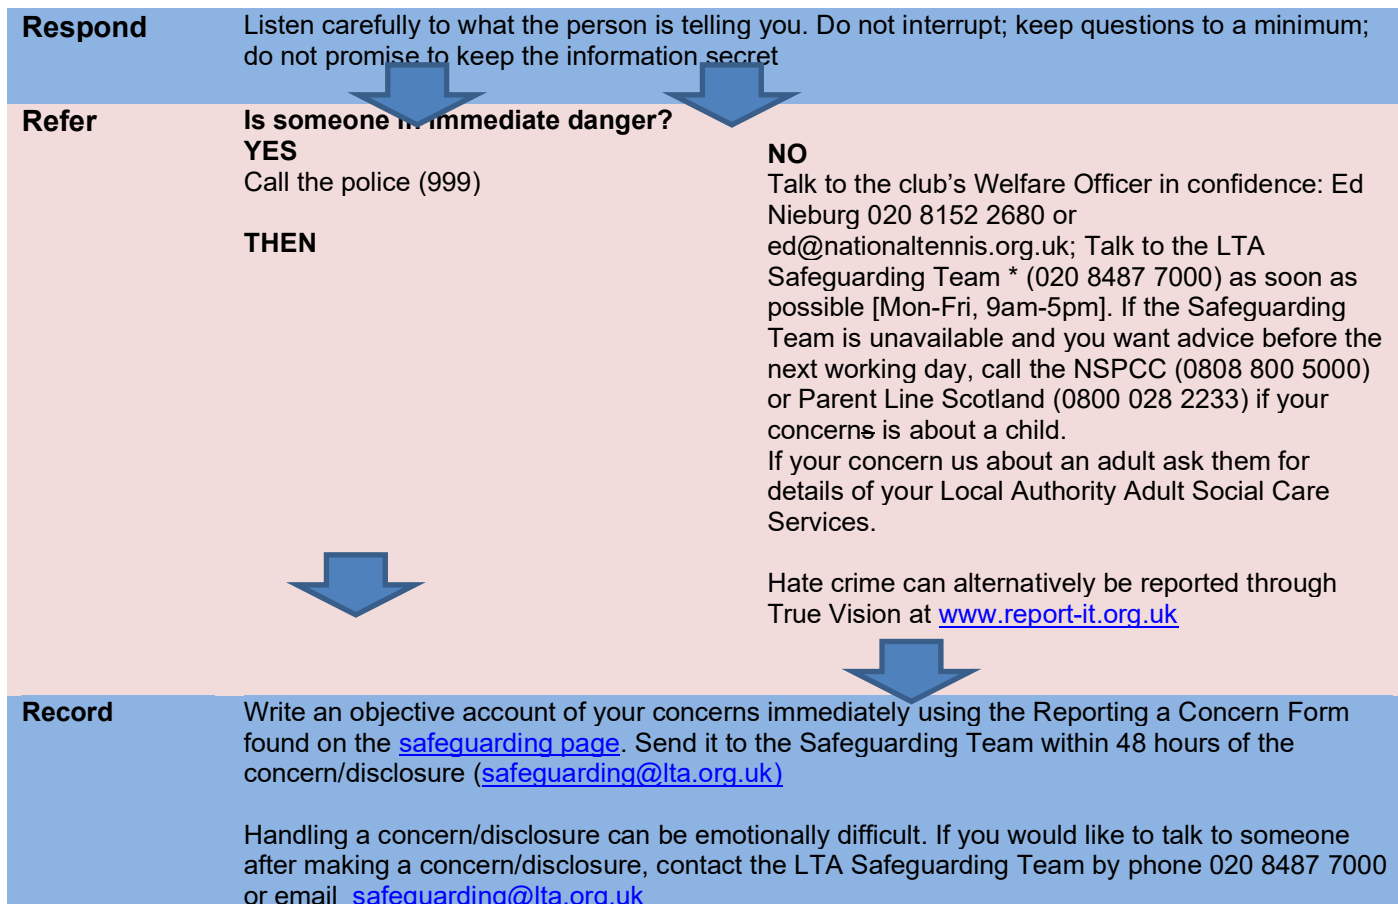 Respond
Listen carefully to what the person is telling you. Do not interrupt; keep questions to a minimum;
do not promise to keep the information secret
Refer
Is someone in immediate danger?
YES
Call the police (999)
THEN
NO
Talk to the club's Welfare Officer in confidence: Ed
Nieburg 020 8152 2680 or
ed@nationaltennis.org.uk; Talk to the LTA
Safeguarding Team * (020 8487 7000) as soon as
possible [Mon-Fri, 9am-5pm]. If the Safeguarding
Team is unavailable and you want advice before the
next working day, call the NSPCC (0808 800 5000)
or Parent Line Scotland (0800 028 2233) if your
concerns is about a child.
If your concern us about an adult ask them for
details of your Local Authority Adult Social Care
Services.
Hate crime can alternatively be reported through
True Vision at www.report-it.org.uk
Record
Write an objective account of your concerns immediately using the Reporting a Concern Form
found on the safeguarding page. Send it to the Safeguarding Team within 48 hours of the
concern/disclosure (safeguarding@lta.org.uk)
Handling a concern/disclosure can be emotionally difficult. If you would like to talk to someone
after making a concern/disclosure, contact the LTA Safeguarding Team by phone 020 8487 7000
or email safeguarding@lta.org.uk